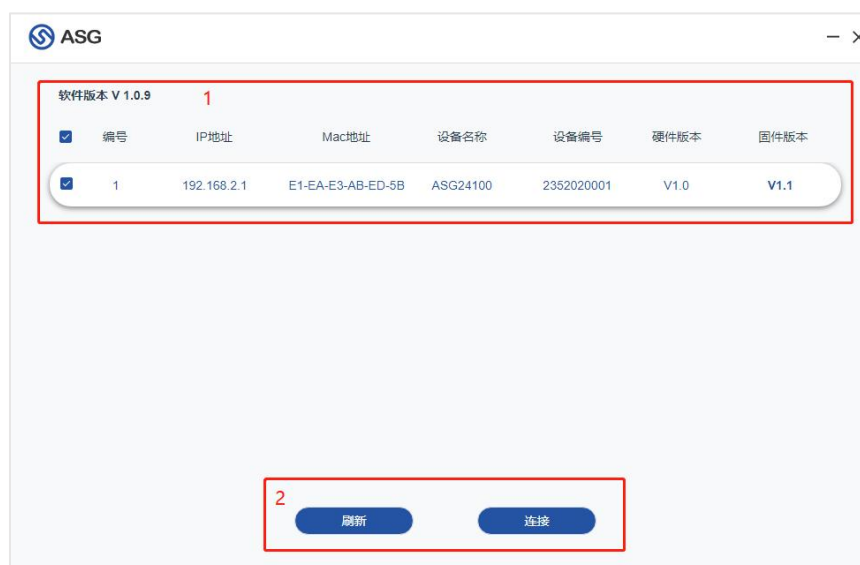 ASG
软件版本 V 1.0.9
1
编号 IP地址 Mac地址 设备名称 设备编号 硬件版本 固件版本
1 192.168.2.1 E1-EA-E3-AB-ED-5B ASG24100 2352020001 V1.0 V1.1
2
刷新 连接